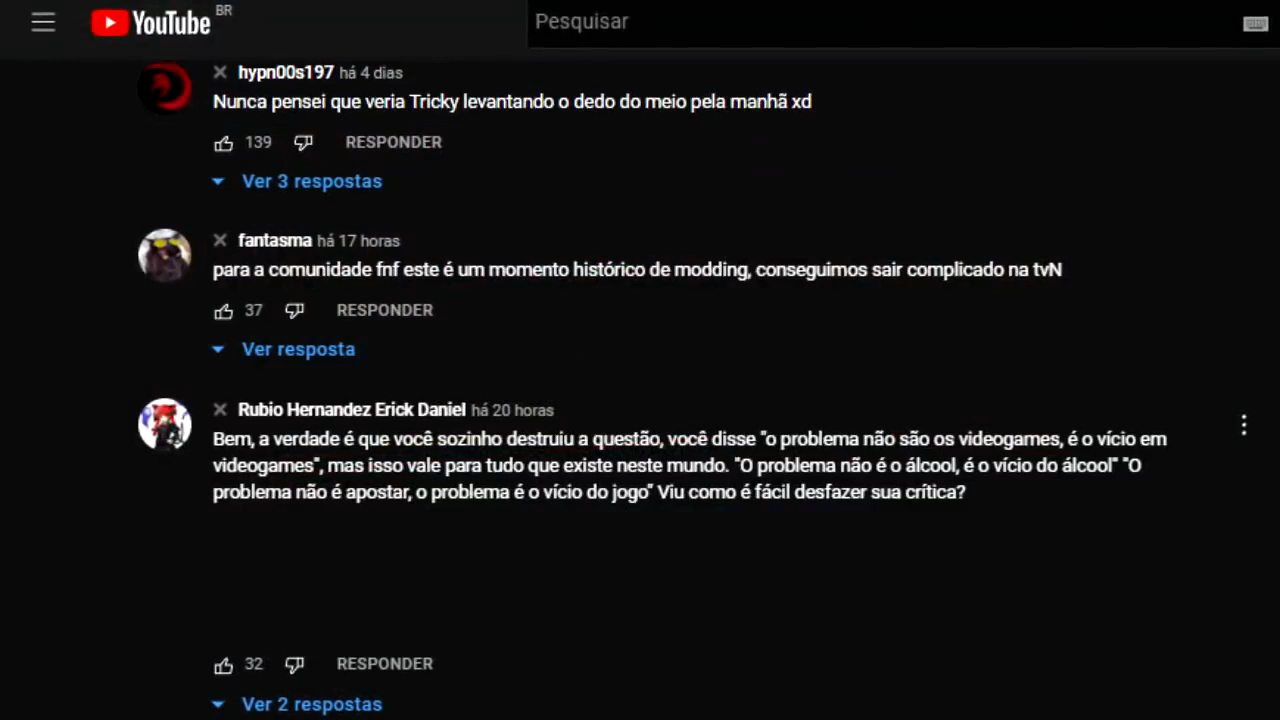 YouTube BR
Pesquisar
hypn00s197 há 4 dias
Nunca pensei que veria Tricky levantando o dedo do meio pela manhã xd
139 RESPONDER
Ver 3 respostas
fantasma há 17 horas
para a comunidade fnf este é um momento histórico de modding, conseguimos sair complicado na tvN
37 RESPONDER
Ver resposta
Rubio Hernandez Erick Daniel há 20 horas
Bem, a verdade é que você sozinho destruiu a questão, você disse "o problema não são os videogames, é o vício em
videogames", mas isso vale para tudo que existe neste mundo. "O problema não é o álcool, é o vício do álcool" "O
problema não é apostar, o problema é o vício do jogo" Viu como é fácil desfazer sua crítica?
32 RESPONDER
Ver 2 respostas